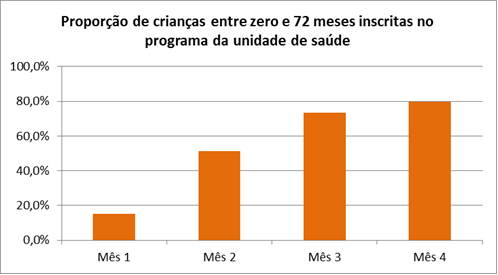 Proporção de crianças entre zero e 72 meses inscritas no
programa da unidade de saúde
100,0%
80,0%
60,0%
40,0%
20,0%
0,0%
Mês 1 Mês 2 Mês 3 Mês 4